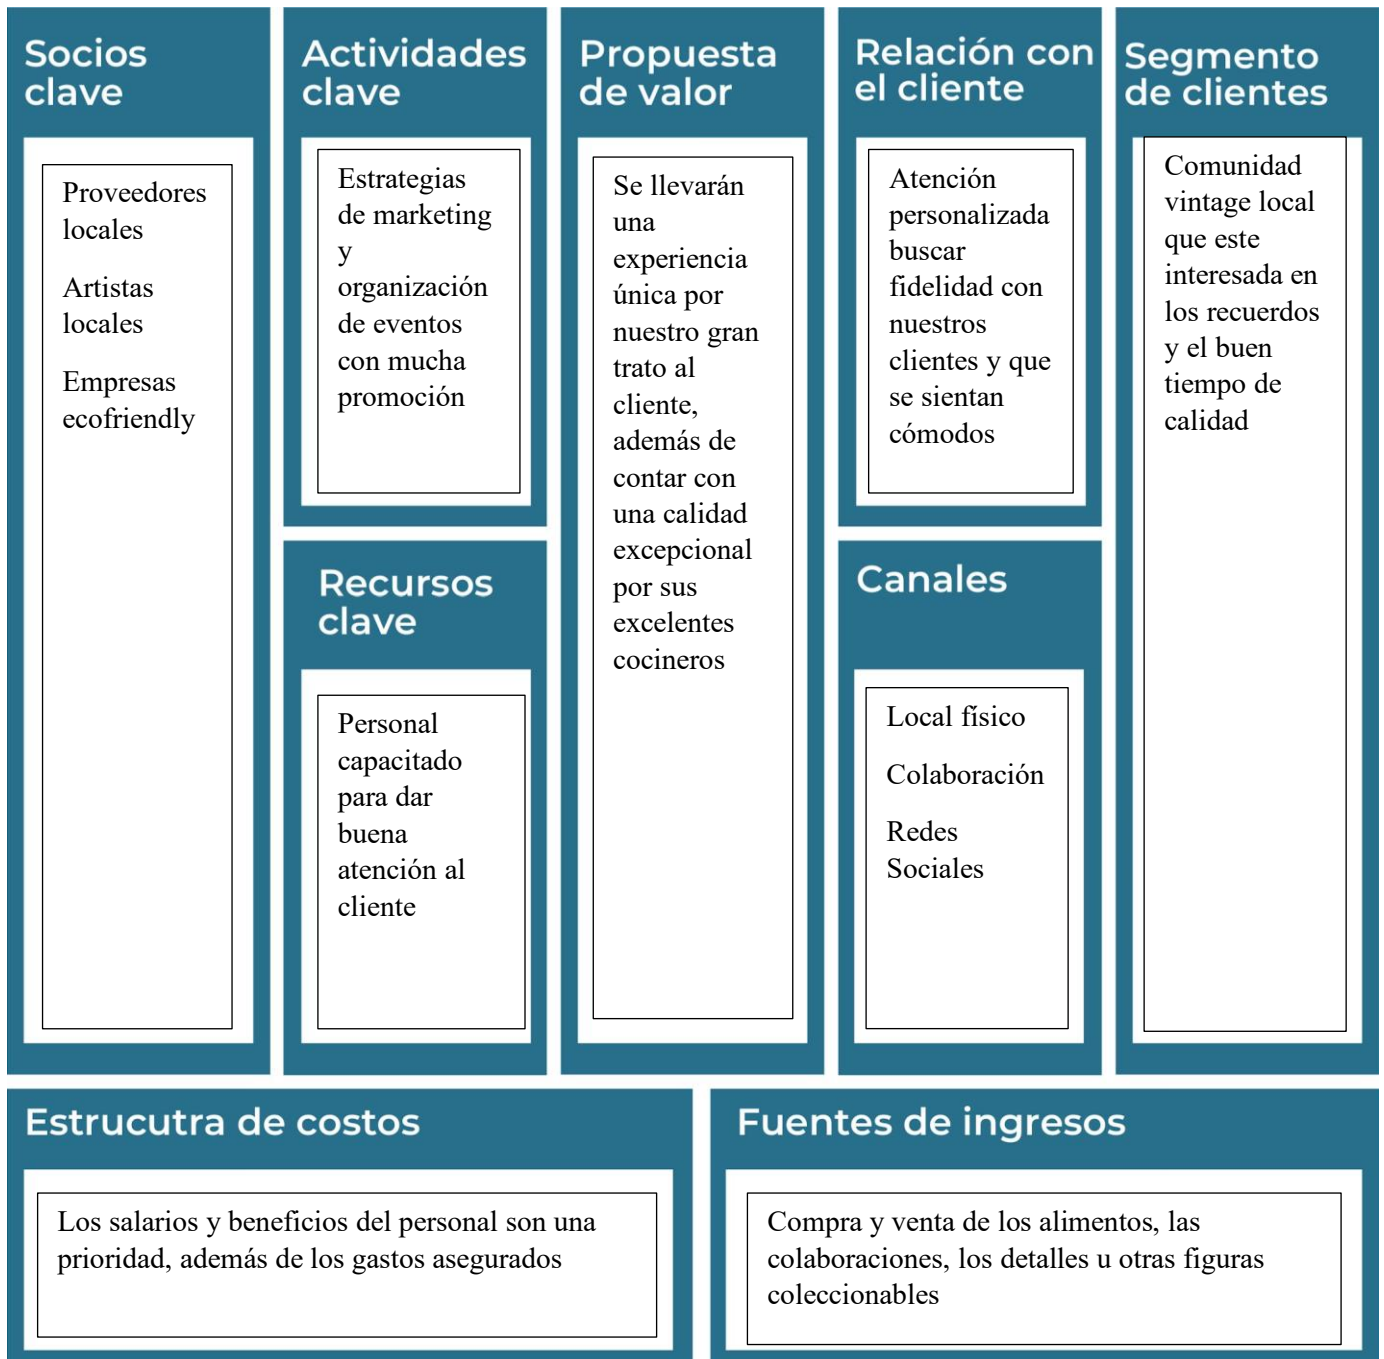 Socios
clave
Proveedores
locales
Artistas
locales
Empresas
ecofriendly
Actividades
clave
Estrategias
de marketing
y
organización
de eventos
con mucha
promoción
Recursos
clave
Personal
capacitado
para dar
buena
atención al
cliente
Propuesta
de valor
Se llevarán
una
experiencia
única por
nuestro gran
trato al
cliente,
además de
contar con
una calidad
excepcional
por sus
excelentes
cocineros
Relación con
el cliente
Atención
personalizada
buscar
fidelidad con
nuestros
clientes y que
se sientan
cómodos
Canales
Local físico
Colaboración
Redes
Sociales
Segmento
de clientes
Comunidad
vintage local
que este
interesada en
los recuerdos
y el buen
tiempo de
calidad
Estrucutra de costos
Los salarios y beneficios del personal son una
prioridad, además de los gastos asegurados
Fuentes de ingresos
Compra y venta de los alimentos, las
colaboraciones, los detalles u otras figuras
coleccionables